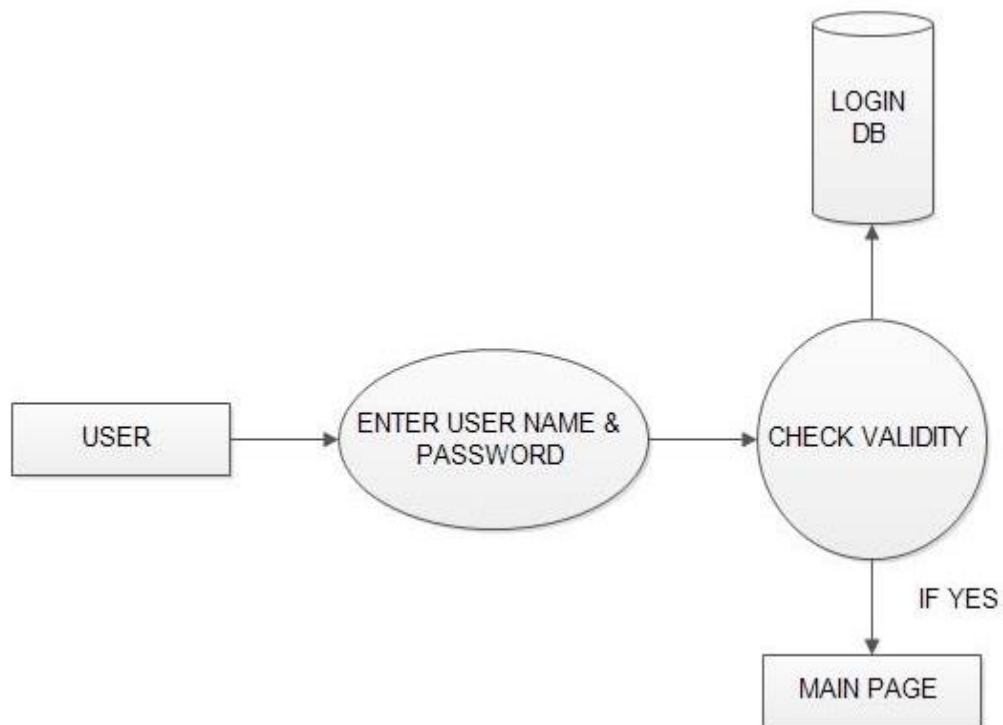 LOGIN
DB
USER
ENTER USER NAME &
PASSWORD
CHECK VALIDITY
IF YES
MAIN PAGE